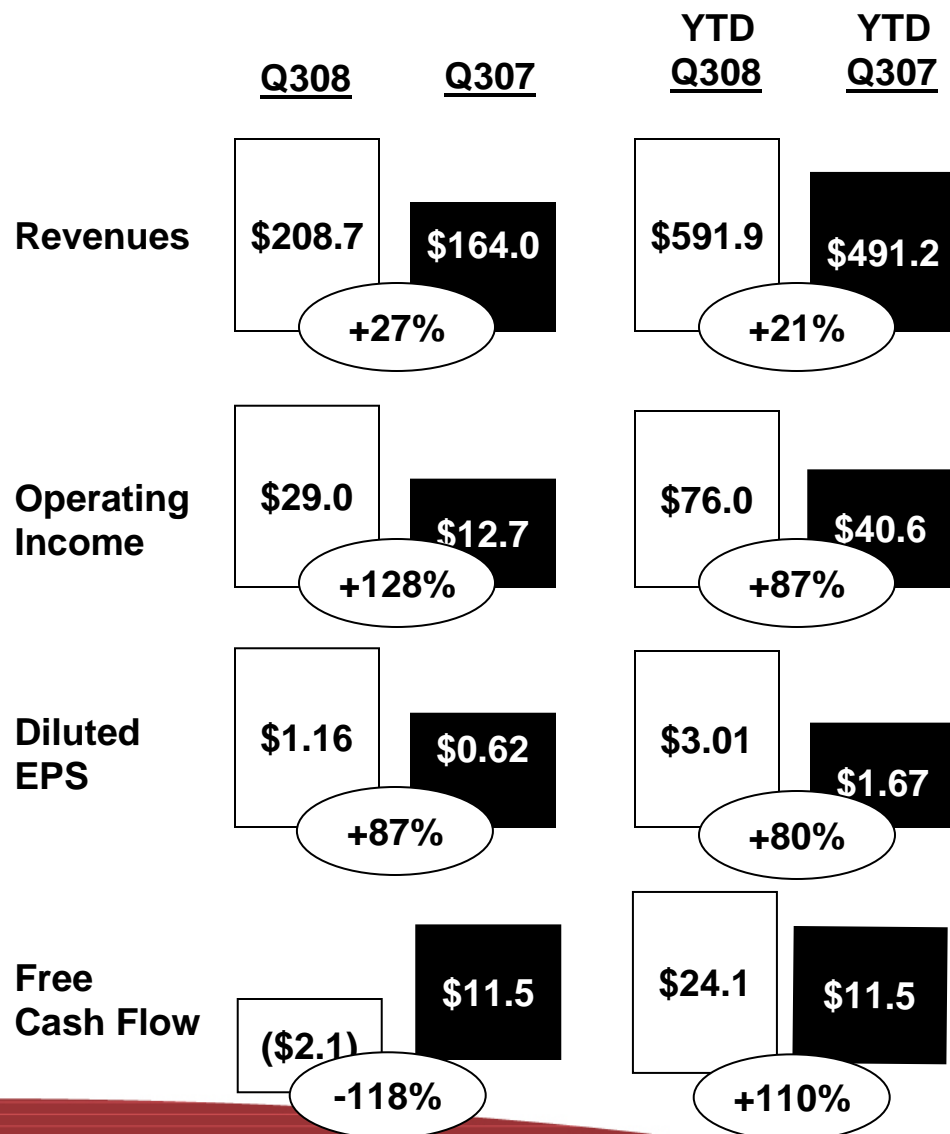 YTD YTD
Q308 Q307 Q308 Q307
Revenues $208.7 $164.0 $591.9 $491.2
+27% +21%
Operating
Income
$29.0 $12.7 $76.0 $40.6
+128% +87%
Diluted
EPS
$1.16 $0.62 $3.01 $1.67
+87% +80%
Free
Cash Flow
($2.1) $11.5 $24.1 $11.5
-118% +110%